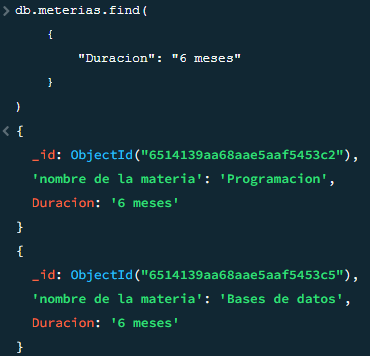 > db.meterias.find(
{
"Duracion": "6 meses"
}
)
< {
_id: ObjectId("6514139aa68aae5aaf5453c2"),
'nombre de la materia': 'Programacion',
Duracion: '6 meses'
}
{
_id: ObjectId("6514139aa68aae5aaf5453c5"),
'nombre de la materia': 'Bases de datos',
Duracion: '6 meses'
}